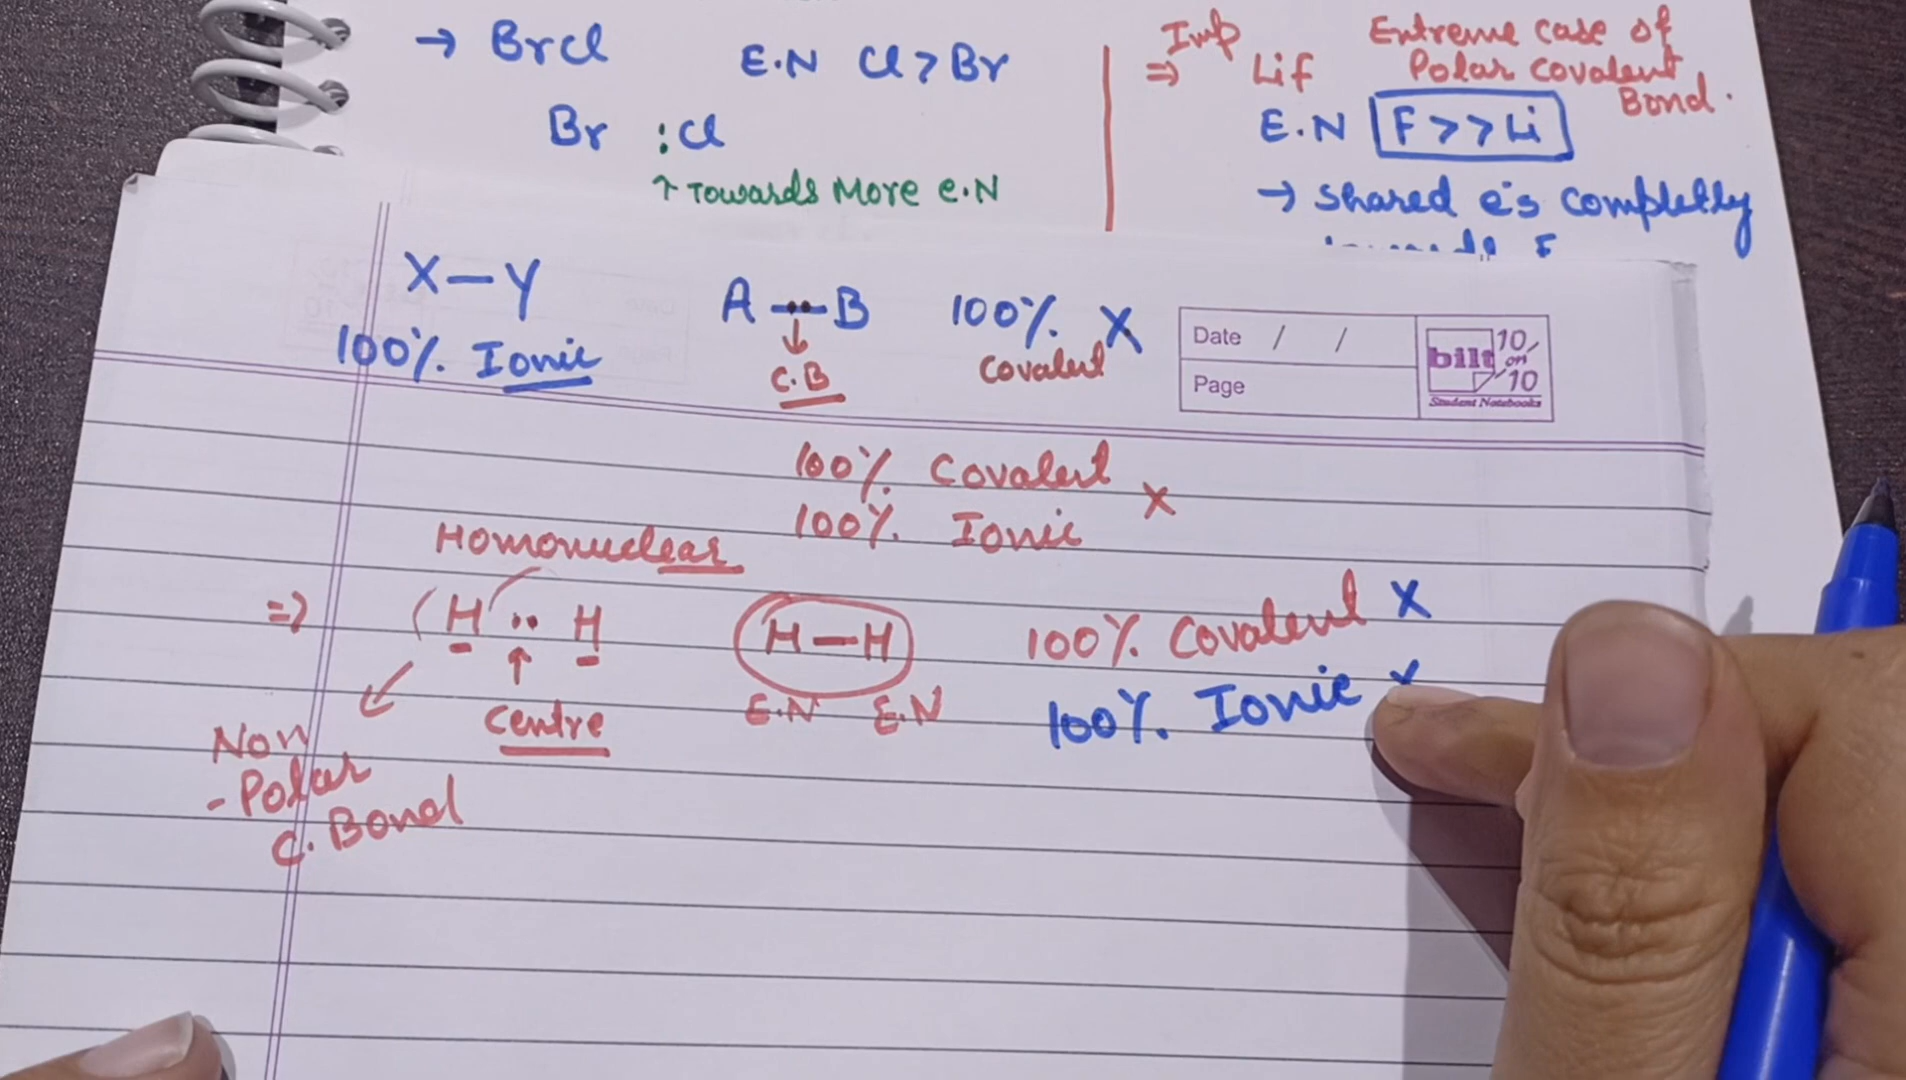 → BrCl
E.N Cl > Br
Br :Cl
↑ Towards More e.N
Imp
⇒ Lif
Extreme case of
Polar covalent
Bond.
E.N F >> Li
→ shared e's completly
X—Y
100% Ionic
A —••— B
↓
C.B
100% X
covalent
Date / /
Page
bilt 10 on 10
Student Notebooks
100% Covalent
100% Ionic X
Homonuclear
⇒ (H •• H
↑
centre
H—H
E.N E.N
100% Covalent X
100% Ionic X
Non
- Polar
C. Bond